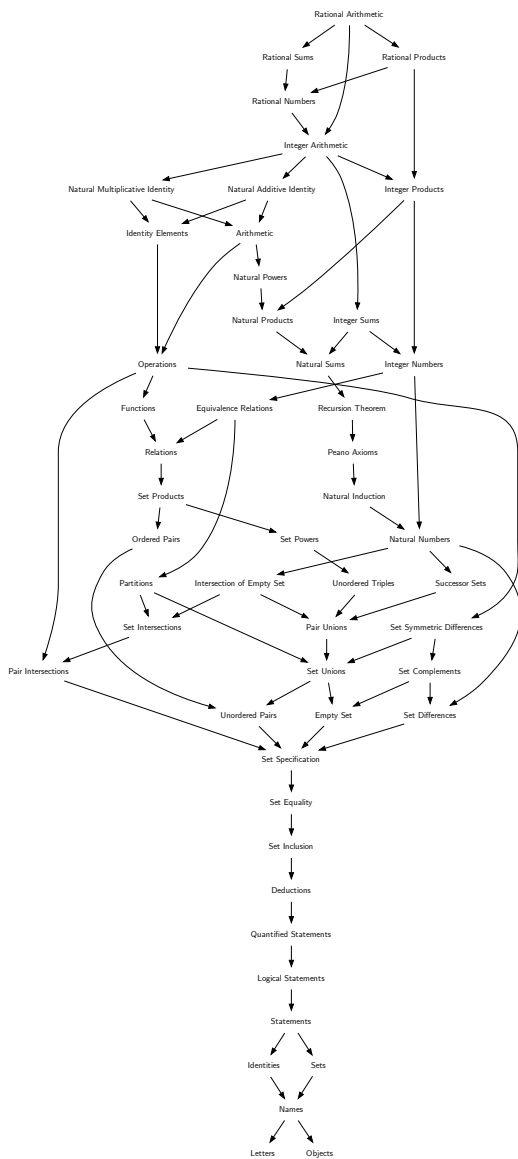 Rational Arithmetic
Rational Sums
Rational Products
Rational Numbers
Integer Arithmetic
Natural Multiplicative Identity
Natural Additive Identity
Integer Products
Identity Elements
Arithmetic
Natural Powers
Natural Products
Integer Sums
Operations
Natural Sums
Integer Numbers
Functions
Equivalence Relations
Recursion Theorem
Relations
Peano Axioms
Set Products
Natural Induction
Ordered Pairs
Set Powers
Natural Numbers
Partitions
Intersection of Empty Set
Unordered Triples
Successor Sets
Set Intersections
Pair Unions
Set Symmetric Differences
Pair Intersections
Set Unions
Set Complements
Unordered Pairs
Empty Set
Set Differences
Set Specification
Set Equality
Set Inclusion
Deductions
Quantified Statements
Logical Statements
Statements
Identities
Sets
Names
Letters
Objects